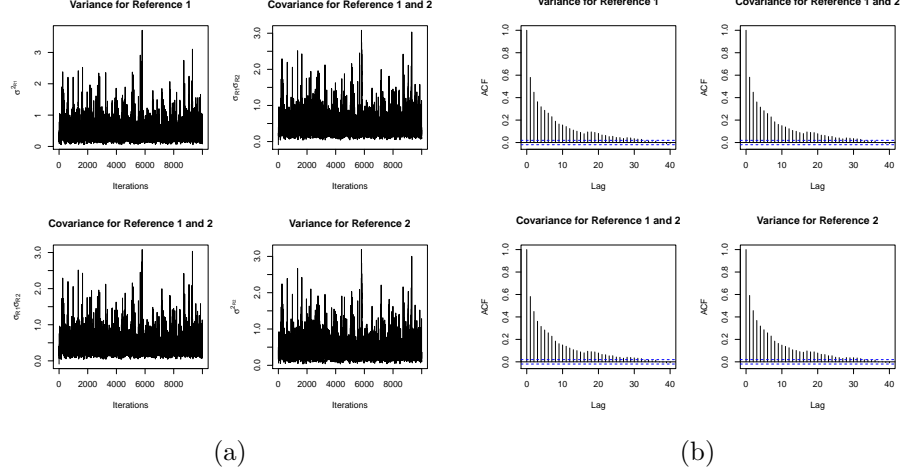 Variance for Reference 1
Covariance for Reference 1 and 2
Variance for Reference 1
Covariance for Reference 1 and 2
σ²R1
0 1 2 3
0 2000 4000 6000 8000
Iterations
σR1σR2
0.0 1.0 2.0 3.0
0 2000 4000 6000 8000
Iterations
ACF
0.0 0.2 0.4 0.6 0.8 1.0
0 10 20 30 40
Lag
ACF
0.0 0.2 0.4 0.6 0.8 1.0
0 10 20 30 40
Lag
Covariance for Reference 1 and 2
Variance for Reference 2
Covariance for Reference 1 and 2
Variance for Reference 2
σR1σR2
0.0 1.0 2.0 3.0
0 2000 4000 6000 8000
Iterations
σ²R2
0.0 1.0 2.0 3.0
0 2000 4000 6000 8000
Iterations
ACF
0.0 0.2 0.4 0.6 0.8 1.0
0 10 20 30 40
Lag
ACF
0.0 0.2 0.4 0.6 0.8 1.0
0 10 20 30 40
Lag
(a)
(b)